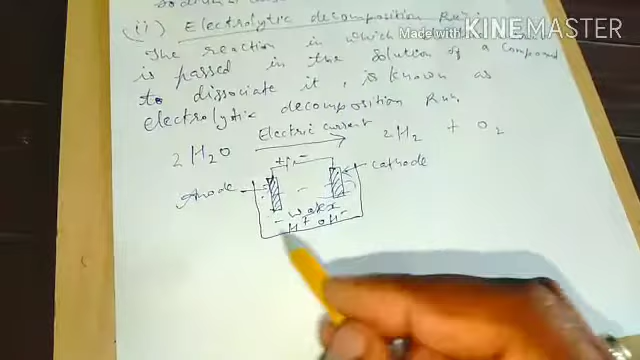 (ii) Electrolytic decomposition Rxn:
Made with KINEMASTER
The reaction in which
is passed in the solution of a compound
to dissociate it, is known as
electrolytic decomposition Rxn.
2H₂O Electric current 2H₂ + O₂
+ -
Anode cathode
water
H⁺ OH⁻